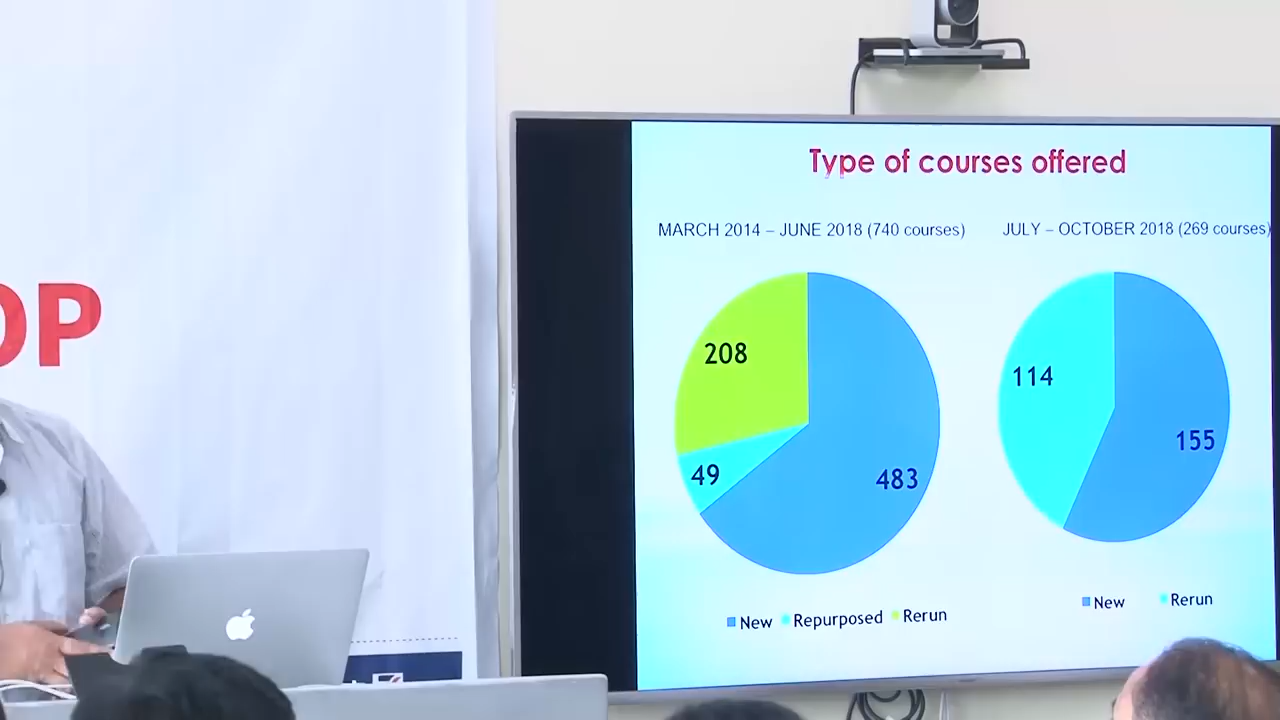 OP
Type of courses offered
MARCH 2014 – JUNE 2018 (740 courses)
JULY – OCTOBER 2018 (269 courses)
208
49
483
114
155
New Repurposed Rerun
New Rerun